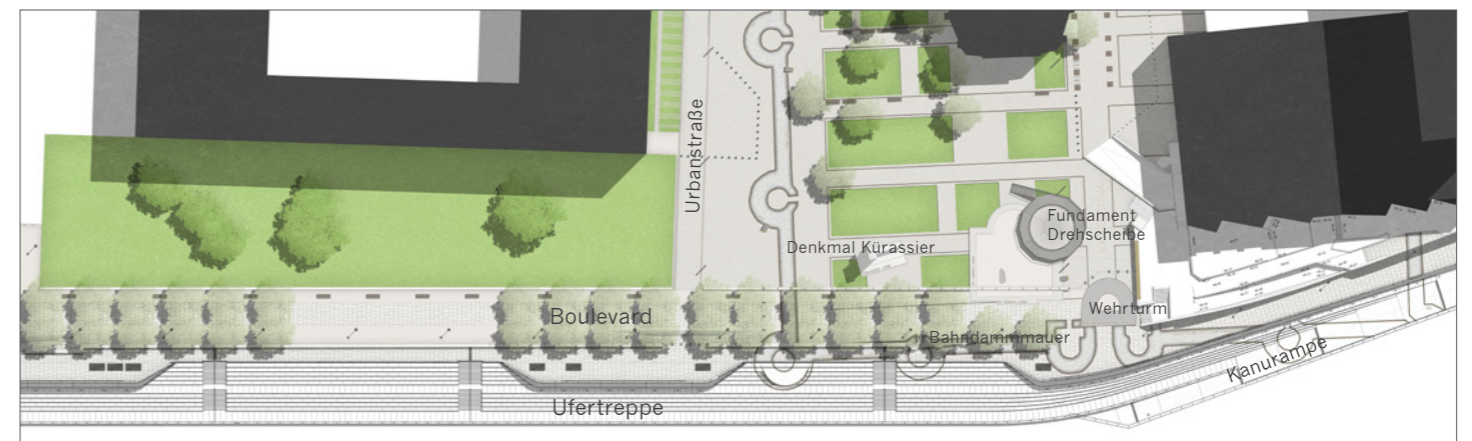 Urbanstraße
Fundament
Drehscheibe
Denkmal Kürassier
Wehrturm
Boulevard
Bahndammmauer
Kanurampe
Ufertreppe